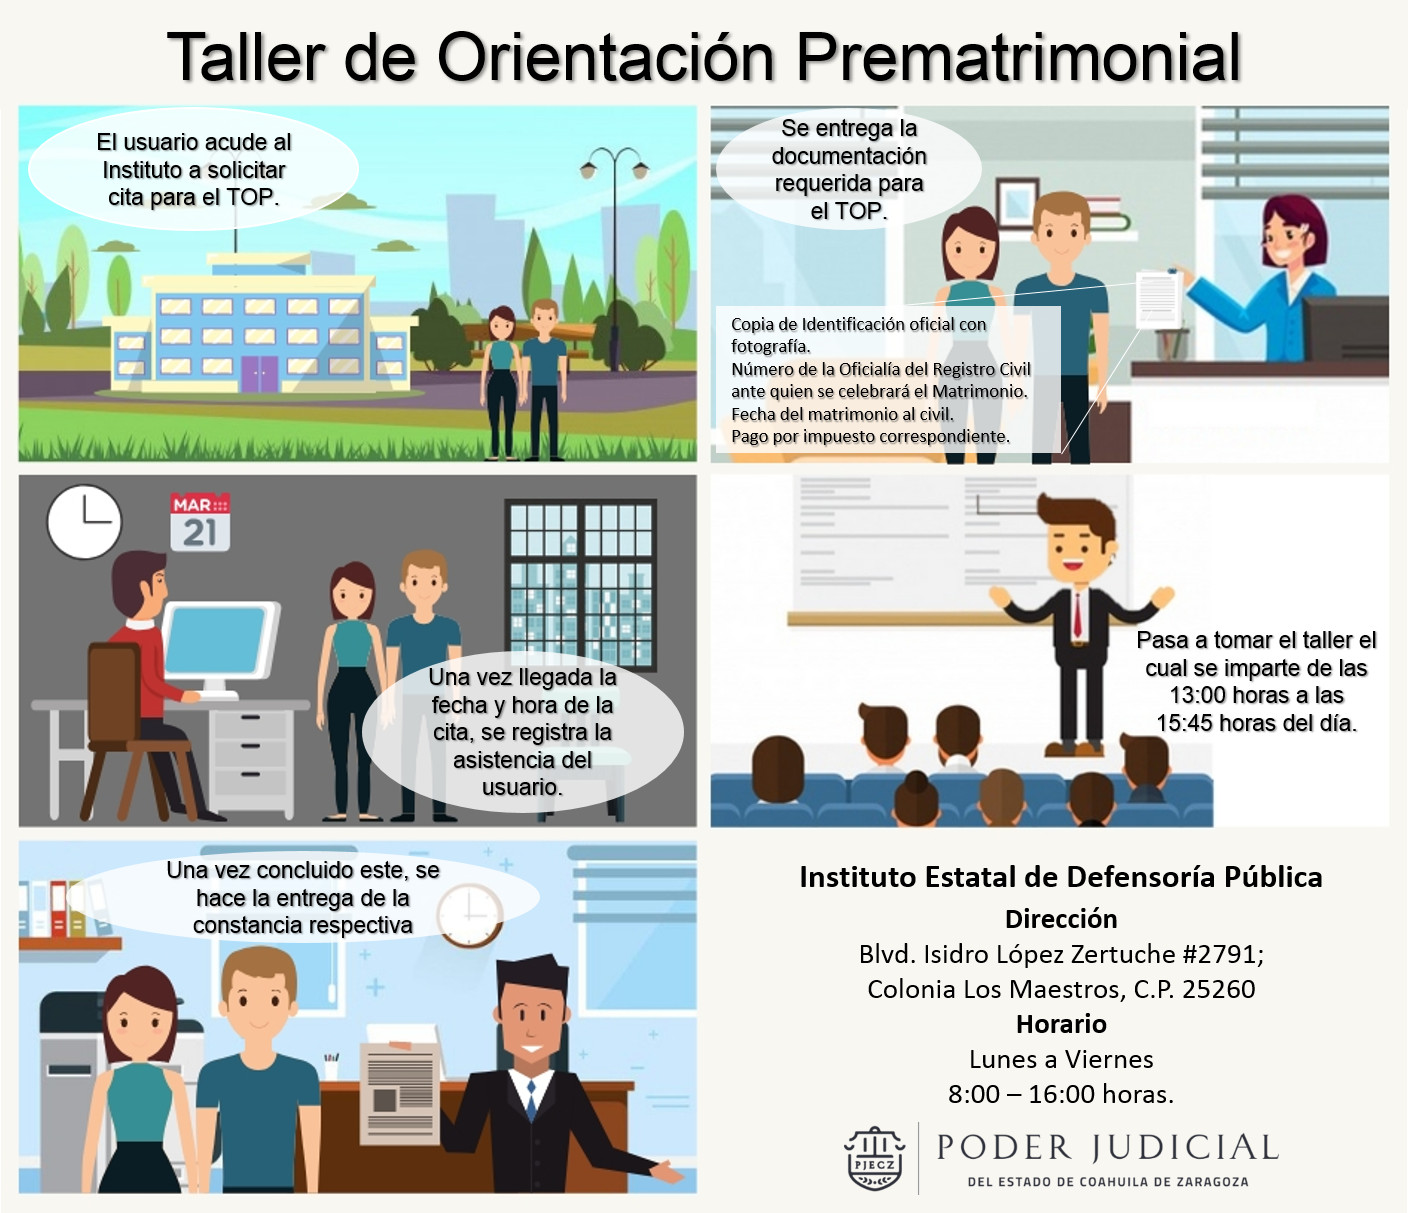 Taller de Orientación Prematrimonial
El usuario acude al
Instituto a solicitar
cita para el TOP.
Se entrega la
documentación
requerida para
el TOP.
Copia de Identificación oficial con
fotografía.
Número de la Oficialía del Registro Civil
ante quien se celebrará el Matrimonio.
Fecha del matrimonio al civil.
Pago por impuesto correspondiente.
MAR
21
Una vez llegada la
fecha y hora de la
cita, se registra la
asistencia del
usuario.
Pasa a tomar el taller el
cual se imparte de las
13:00 horas a las
15:45 horas del día.
Una vez concluido este, se
hace la entrega de la
constancia respectiva
Instituto Estatal de Defensoría Pública
Dirección
Blvd. Isidro López Zertuche #2791;
Colonia Los Maestros, C.P. 25260
Horario
Lunes a Viernes
8:00 – 16:00 horas.
PJECZ
PODER JUDICIAL
DEL ESTADO DE COAHUILA DE ZARAGOZA